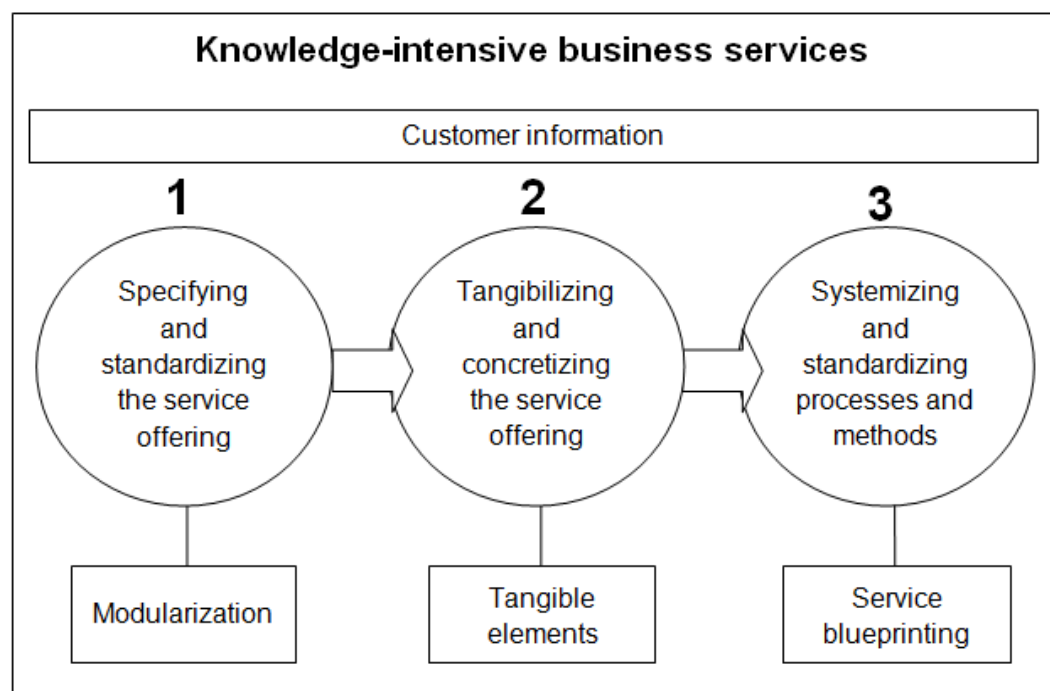 Knowledge-intensive business services
Customer information
1
2
3
Specifying
and
standardizing
the service
offering
Tangibilizing
and
concretizing
the service
offering
Systemizing
and
standardizing
processes and
methods
Modularization
Tangible
elements
Service
blueprinting